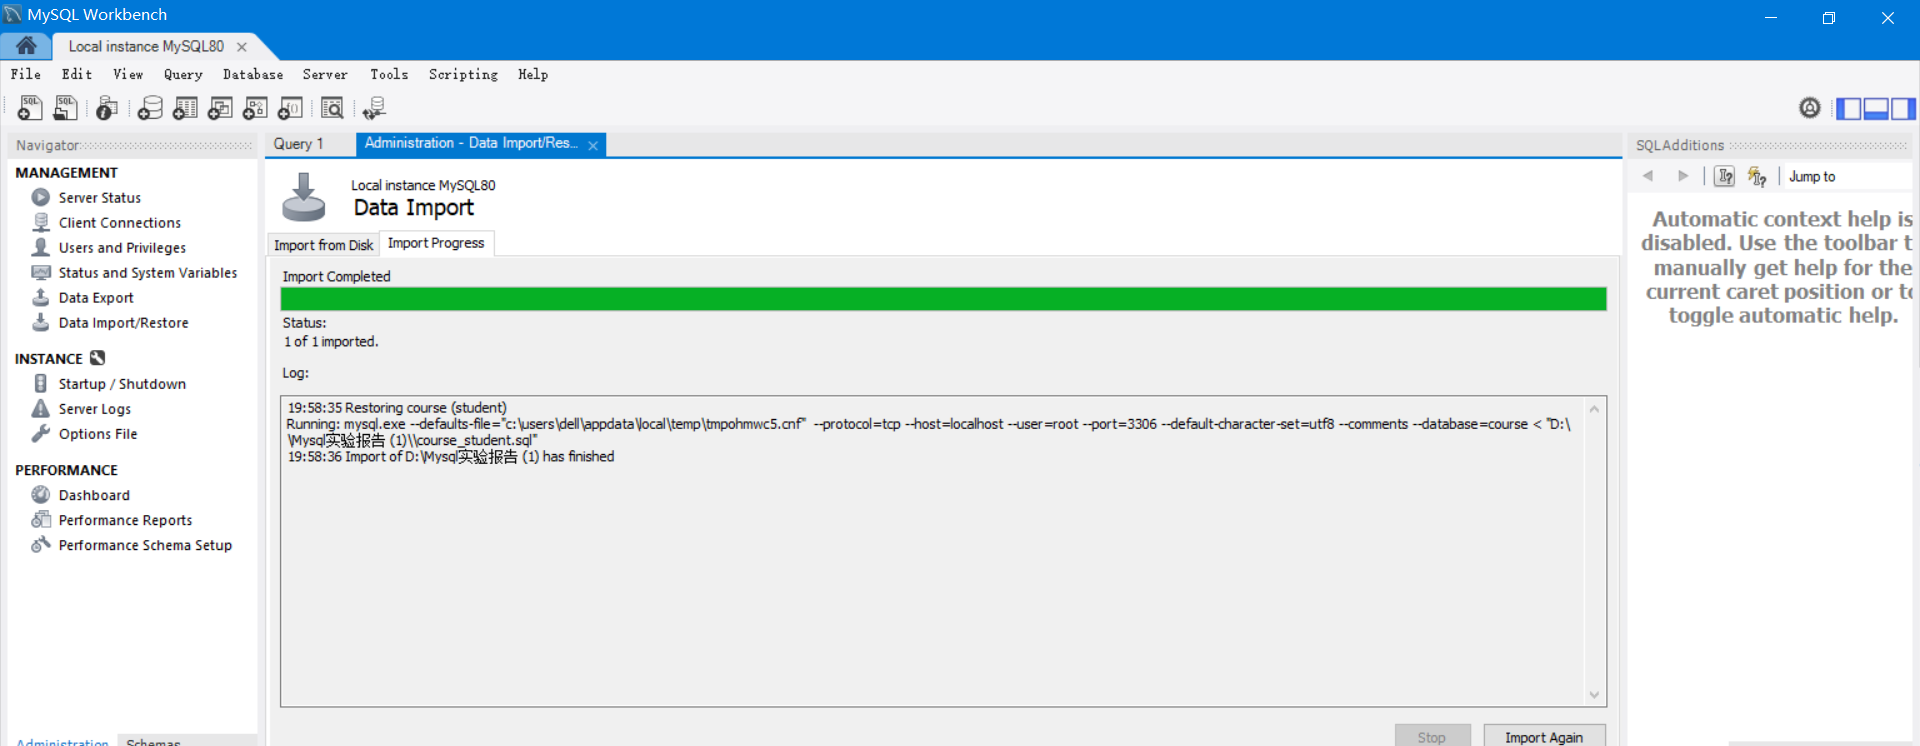 MySQL Workbench
Local instance MySQL80
File Edit View Query Database Server Tools Scripting Help
Navigator
MANAGEMENT
Server Status
Client Connections
Users and Privileges
Status and System Variables
Data Export
Data Import/Restore
INSTANCE
Startup / Shutdown
Server Logs
Options File
PERFORMANCE
Dashboard
Performance Reports
Performance Schema Setup
Administration Schemas
Query 1
Administration - Data Import/Res...
Local instance MySQL80
Data Import
Import from Disk
Import Progress
Import Completed
Status:
1 of 1 imported.
Log:
19:58:35 Restoring course (student)
Running: mysql.exe --defaults-file="c:\users\dell\appdata\local\temp\tmpohmwc5.cnf" --protocol=tcp --host=localhost --user=root --port=3306 --default-character-set=utf8 --comments --database=course < "D:\
\Mysql实验报告 (1)\\course_student.sql"
19:58:36 Import of D:\Mysql实验报告 (1) has finished
Stop
Import Again
SQLAdditions
Jump to
Automatic context help is
disabled. Use the toolbar t
manually get help for the
current caret position or to
toggle automatic help.